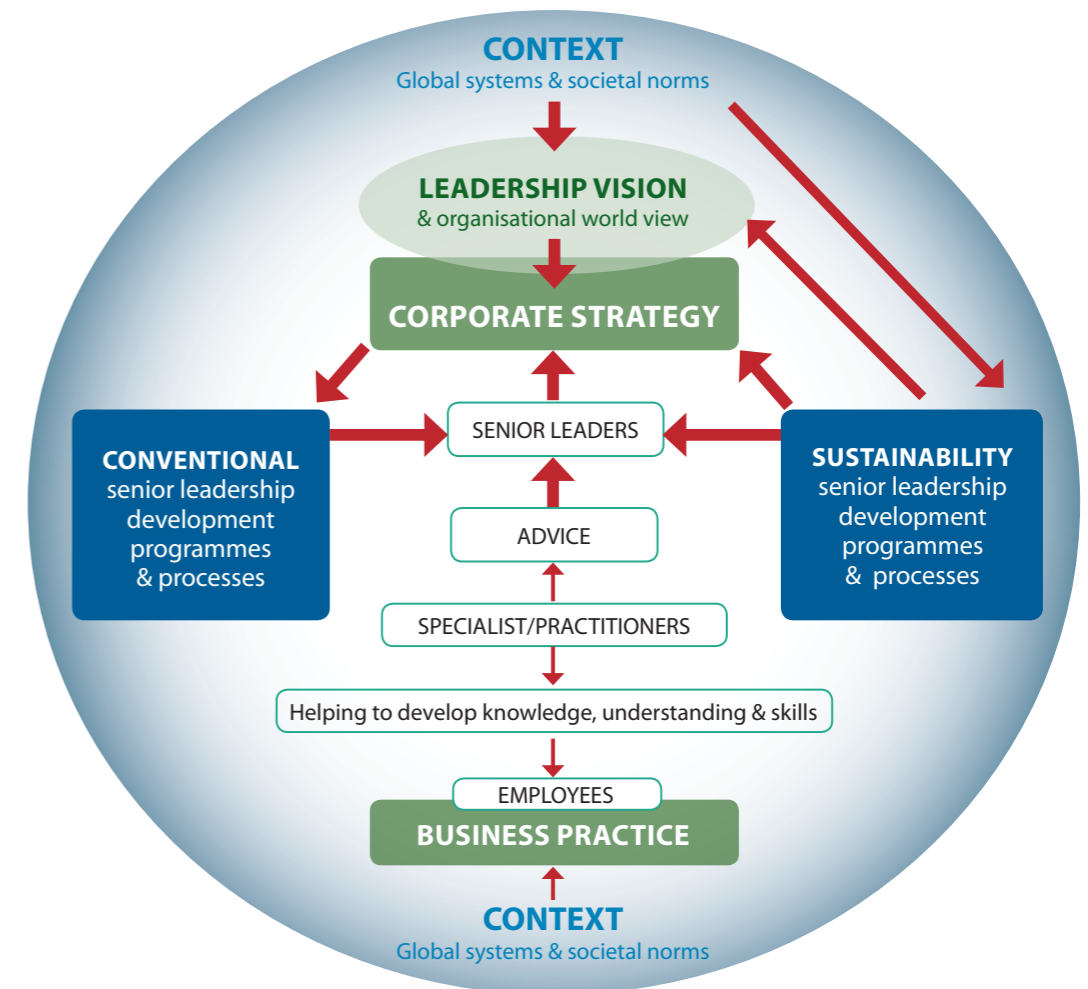 CONTEXT
Global systems & societal norms
LEADERSHIP VISION
& organisational world view
CORPORATE STRATEGY
SENIOR LEADERS
CONVENTIONAL
senior leadership
development
programmes
& processes
SUSTAINABILITY
senior leadership
development
programmes
& processes
ADVICE
SPECIALIST/PRACTITIONERS
Helping to develop knowledge, understanding & skills
EMPLOYEES
BUSINESS PRACTICE
CONTEXT
Global systems & societal norms